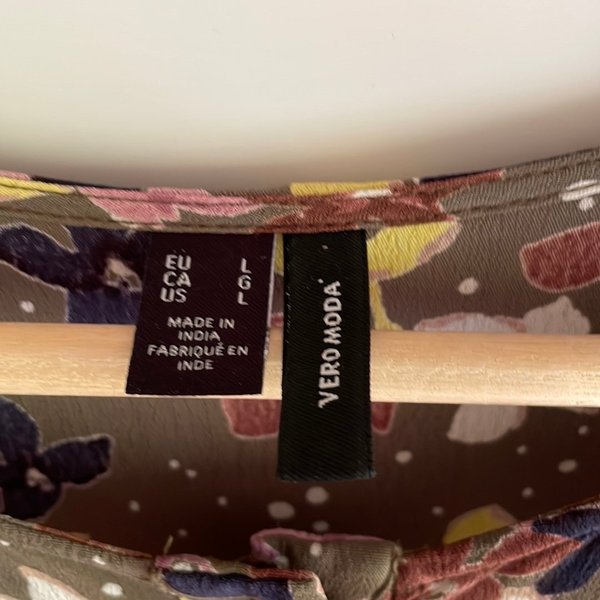 EU L
CA G
US L
MADE IN
INDIA
FABRIQUÉ EN
INDE
VERO MODA